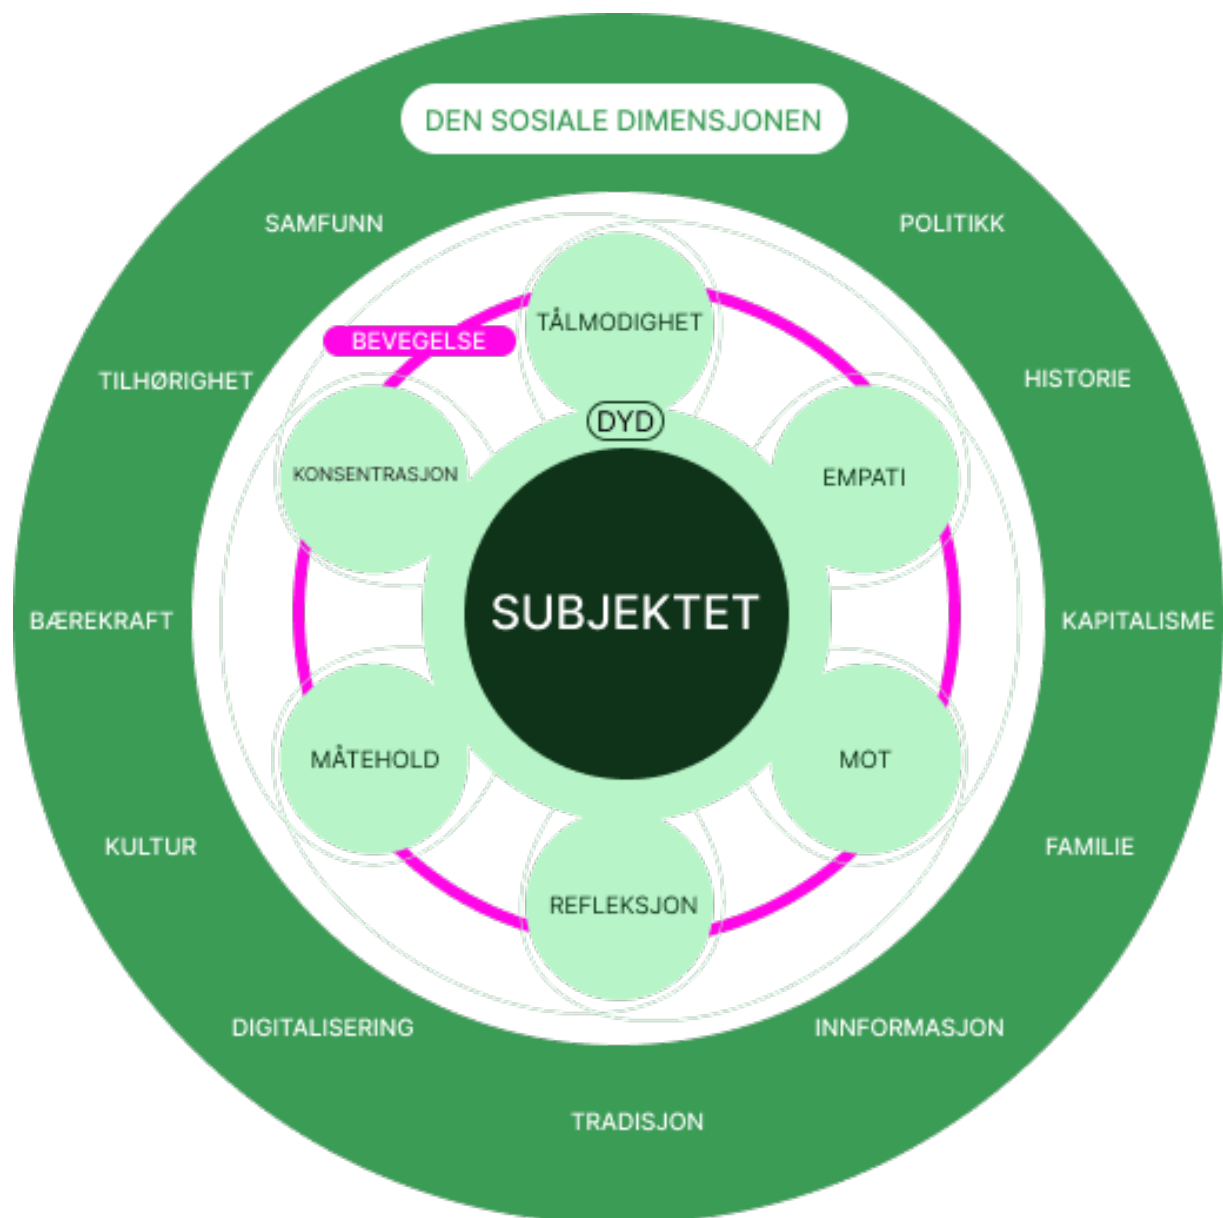 DEN SOSIALE DIMENSJONEN
SAMFUNN
POLITIKK
TÅLMODIGHET
BEVEGELSE
TILHØRIGHET
HISTORIE
DYD
KONSENTRASJON
EMPATI
SUBJEKTET
BÆREKRAFT
KAPITALISME
MÅTEHOLD
MOT
KULTUR
FAMILIE
REFLEKSJON
DIGITALISERING
INNFORMASJON
TRADISJON